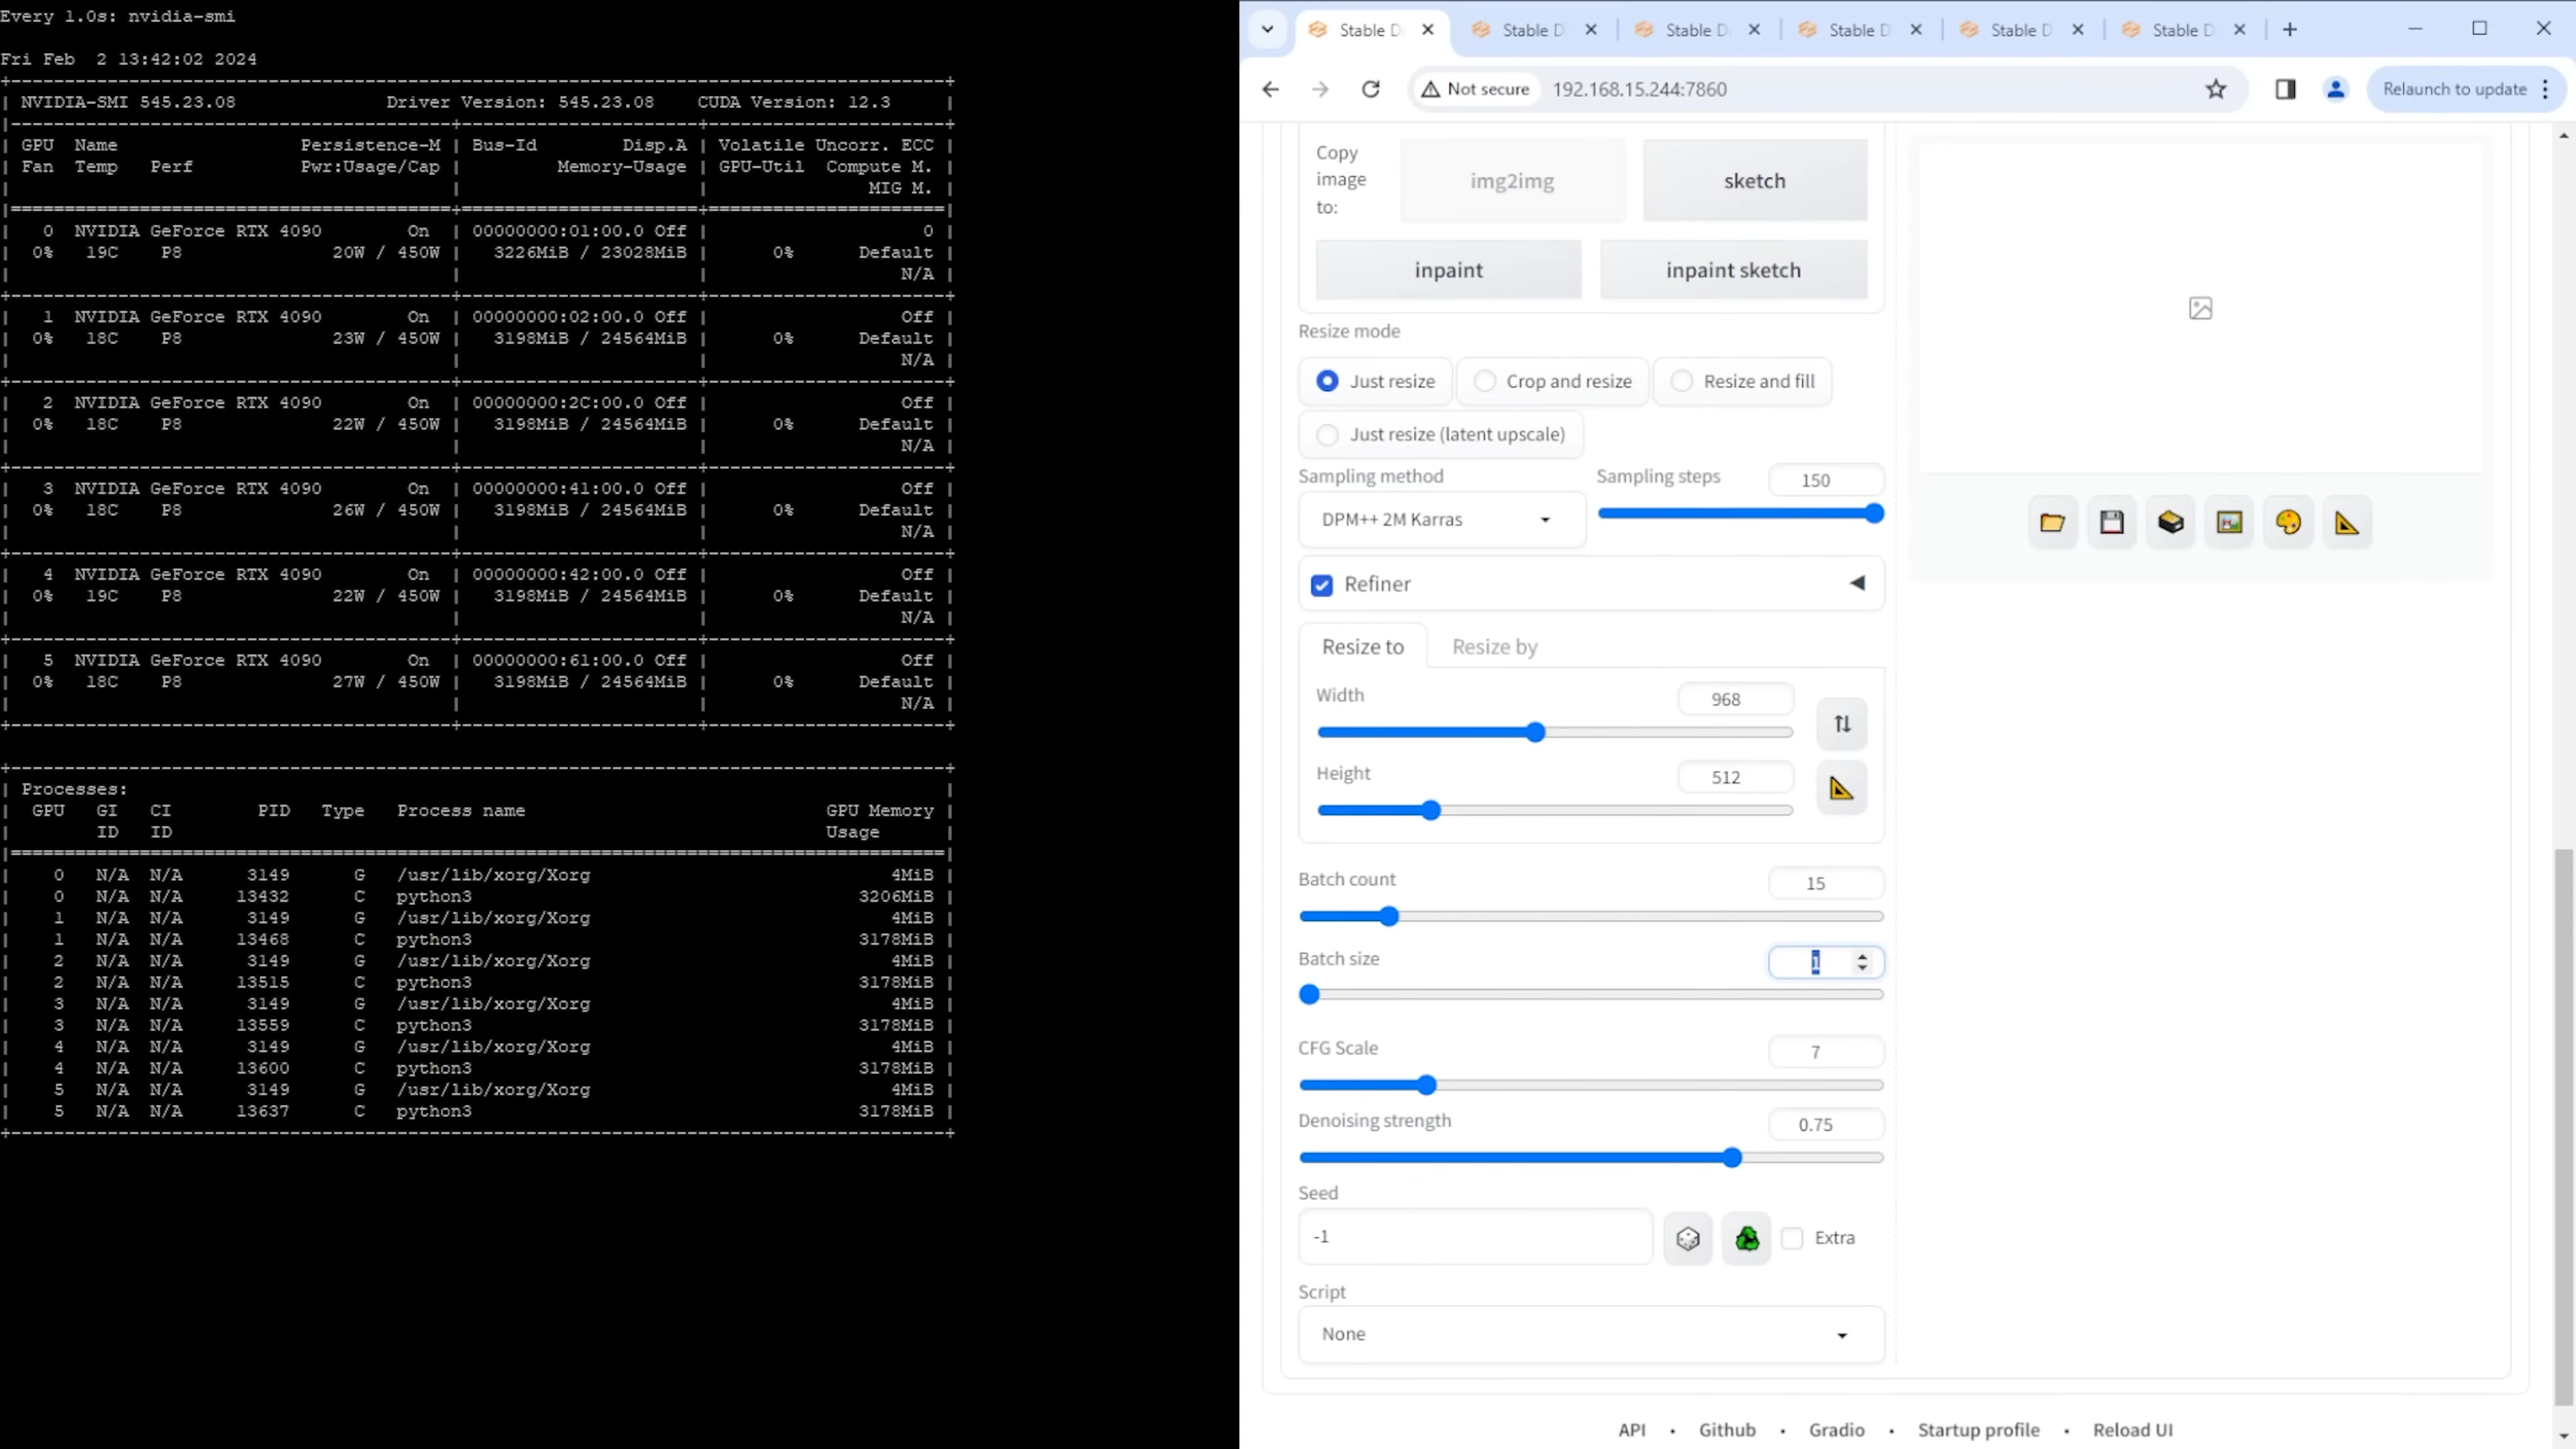 Every 1.0s: nvidia-smi
Fri Feb  2 13:42:02 2024
NVIDIA-SMI 545.23.08 Driver Version: 545.23.08 CUDA Version: 12.3
GPU Name Persistence-M | Bus-Id Disp.A | Volatile Uncorr. ECC
Fan Temp Perf Pwr:Usage/Cap | Memory-Usage | GPU-Util Compute M.
MIG M.
0 NVIDIA GeForce RTX 4090 On | 00000000:01:00.0 Off | 0
0% 19C P8 20W / 450W | 3226MiB / 23028MiB | 0% Default
N/A
1 NVIDIA GeForce RTX 4090 On | 00000000:02:00.0 Off | Off
0% 18C P8 23W / 450W | 3198MiB / 24564MiB | 0% Default
N/A
2 NVIDIA GeForce RTX 4090 On | 00000000:2C:00.0 Off | Off
0% 18C P8 22W / 450W | 3198MiB / 24564MiB | 0% Default
N/A
3 NVIDIA GeForce RTX 4090 On | 00000000:41:00.0 Off | Off
0% 18C P8 26W / 450W | 3198MiB / 24564MiB | 0% Default
N/A
4 NVIDIA GeForce RTX 4090 On | 00000000:42:00.0 Off | Off
0% 19C P8 22W / 450W | 3198MiB / 24564MiB | 0% Default
N/A
5 NVIDIA GeForce RTX 4090 On | 00000000:61:00.0 Off | Off
0% 18C P8 27W / 450W | 3198MiB / 24564MiB | 0% Default
N/A
Processes:
GPU GI CI PID Type Process name GPU Memory
ID ID Usage
0 N/A N/A 3149 G /usr/lib/xorg/Xorg 4MiB
0 N/A N/A 13432 C python3 3206MiB
1 N/A N/A 3149 G /usr/lib/xorg/Xorg 4MiB
1 N/A N/A 13468 C python3 3178MiB
2 N/A N/A 3149 G /usr/lib/xorg/Xorg 4MiB
2 N/A N/A 13515 C python3 3178MiB
3 N/A N/A 3149 G /usr/lib/xorg/Xorg 4MiB
3 N/A N/A 13559 C python3 3178MiB
4 N/A N/A 3149 G /usr/lib/xorg/Xorg 4MiB
4 N/A N/A 13600 C python3 3178MiB
5 N/A N/A 3149 G /usr/lib/xorg/Xorg 4MiB
5 N/A N/A 13637 C python3 3178MiB
Stable D Stable D Stable D Stable D Stable D Stable D
Not secure 192.168.15.244:7860 Relaunch to update
Copy
image
to:
img2img sketch
inpaint inpaint sketch
Resize mode
Just resize Crop and resize Resize and fill
Just resize (latent upscale)
Sampling method Sampling steps 150
DPM++ 2M Karras
Refiner
Resize to Resize by
Width 968
Height 512
Batch count 15
Batch size 1
CFG Scale 7
Denoising strength 0.75
Seed
-1 Extra
Script
None
API • Github • Gradio • Startup profile • Reload UI